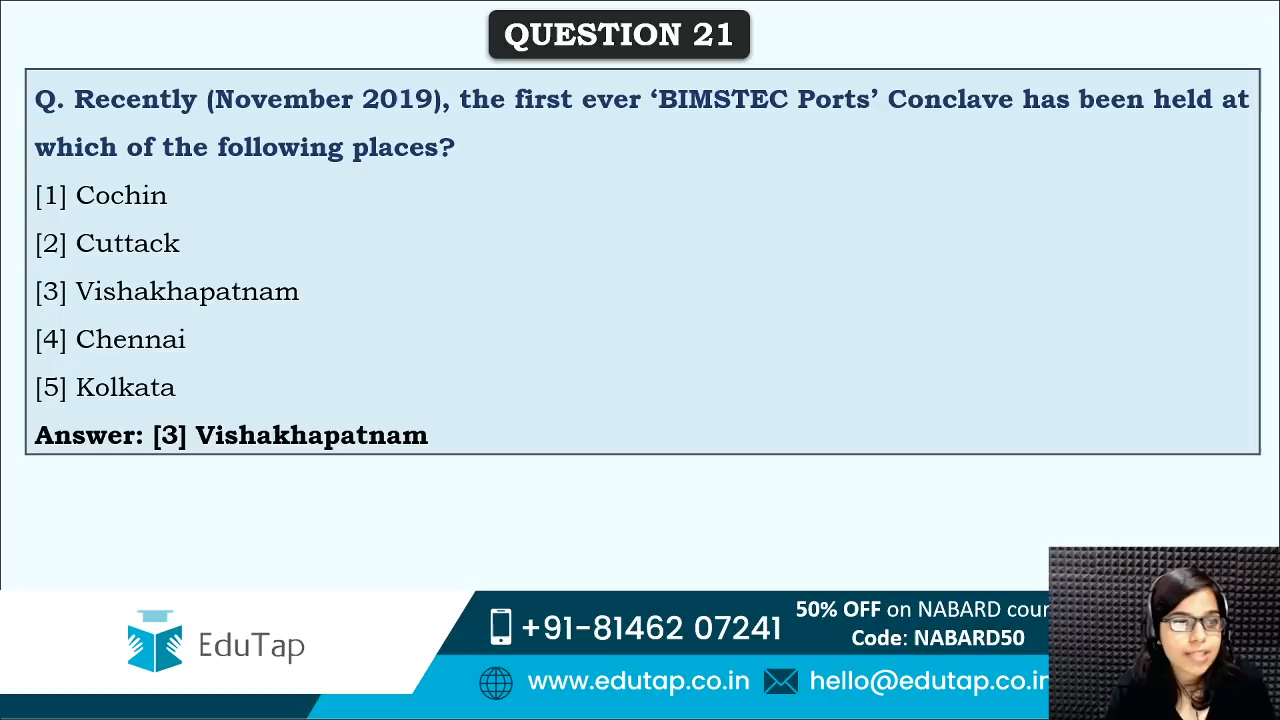 QUESTION 21
Q. Recently (November 2019), the first ever ‘BIMSTEC Ports’ Conclave has been held at
which of the following places?
[1] Cochin
[2] Cuttack
[3] Vishakhapatnam
[4] Chennai
[5] Kolkata
Answer: [3] Vishakhapatnam
EduTap
+91-81462 07241
50% OFF on NABARD
Code: NABARD50
www.edutap.co.in
hello@edutap.co.in